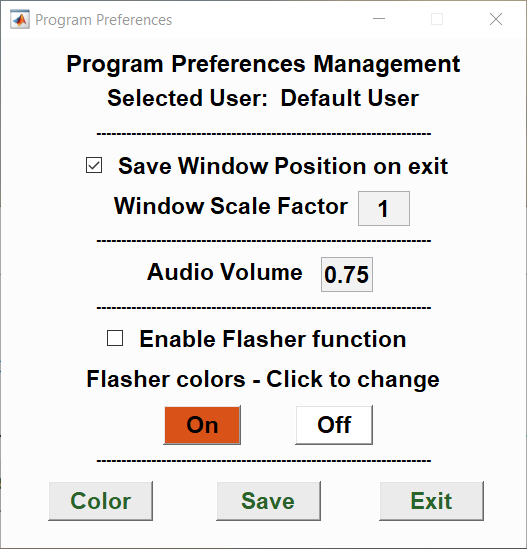 Program Preferences
Program Preferences Management
Selected User: Default User
Save Window Position on exit
Window Scale Factor 1
Audio Volume 0.75
Enable Flasher function
Flasher colors - Click to change
On Off
Color Save Exit